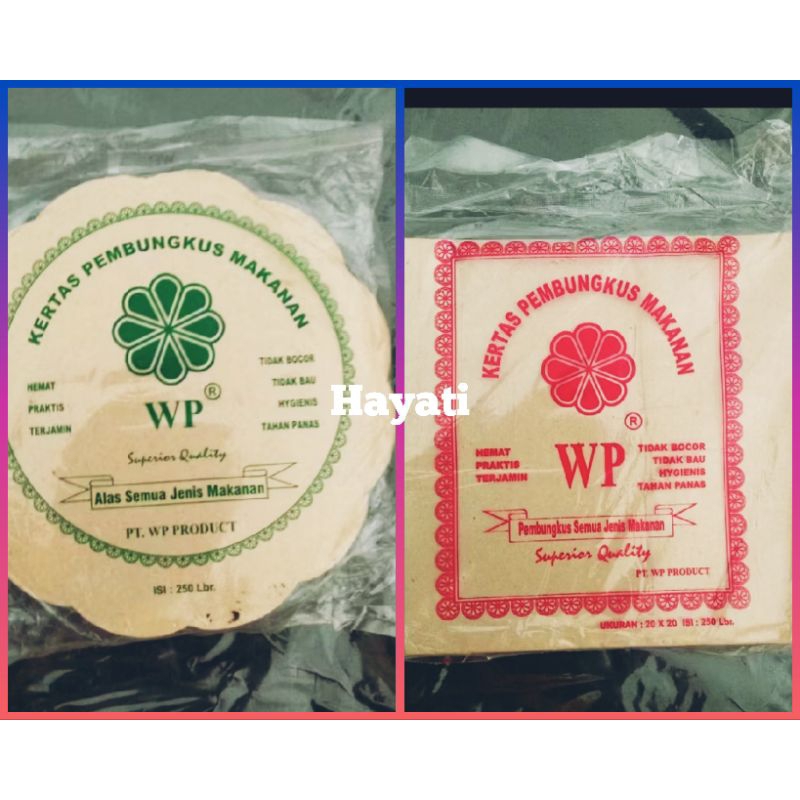 KERTAS PEMBUNGKUS MAKANAN
HEMAT
PRAKTIS
TERJAMIN
WP
®
TIDAK BOCOR
TIDAK BAU
HYGIENIS
TAHAN PANAS
Superior Quality
Alas Semua Jenis Makanan
PT. WP PRODUCT
ISI : 250 Lbr.
Hayati
KERTAS PEMBUNGKUS MAKANAN
HEMAT
PRAKTIS
TERJAMIN
WP
®
TIDAK BOCOR
TIDAK BAU
HYGIENIS
TAHAN PANAS
Pembungkus Semua Jenis Makanan
Superior Quality
PT. WP PRODUCT
UKURAN : 20 X 20 ISI : 250 Lbr.